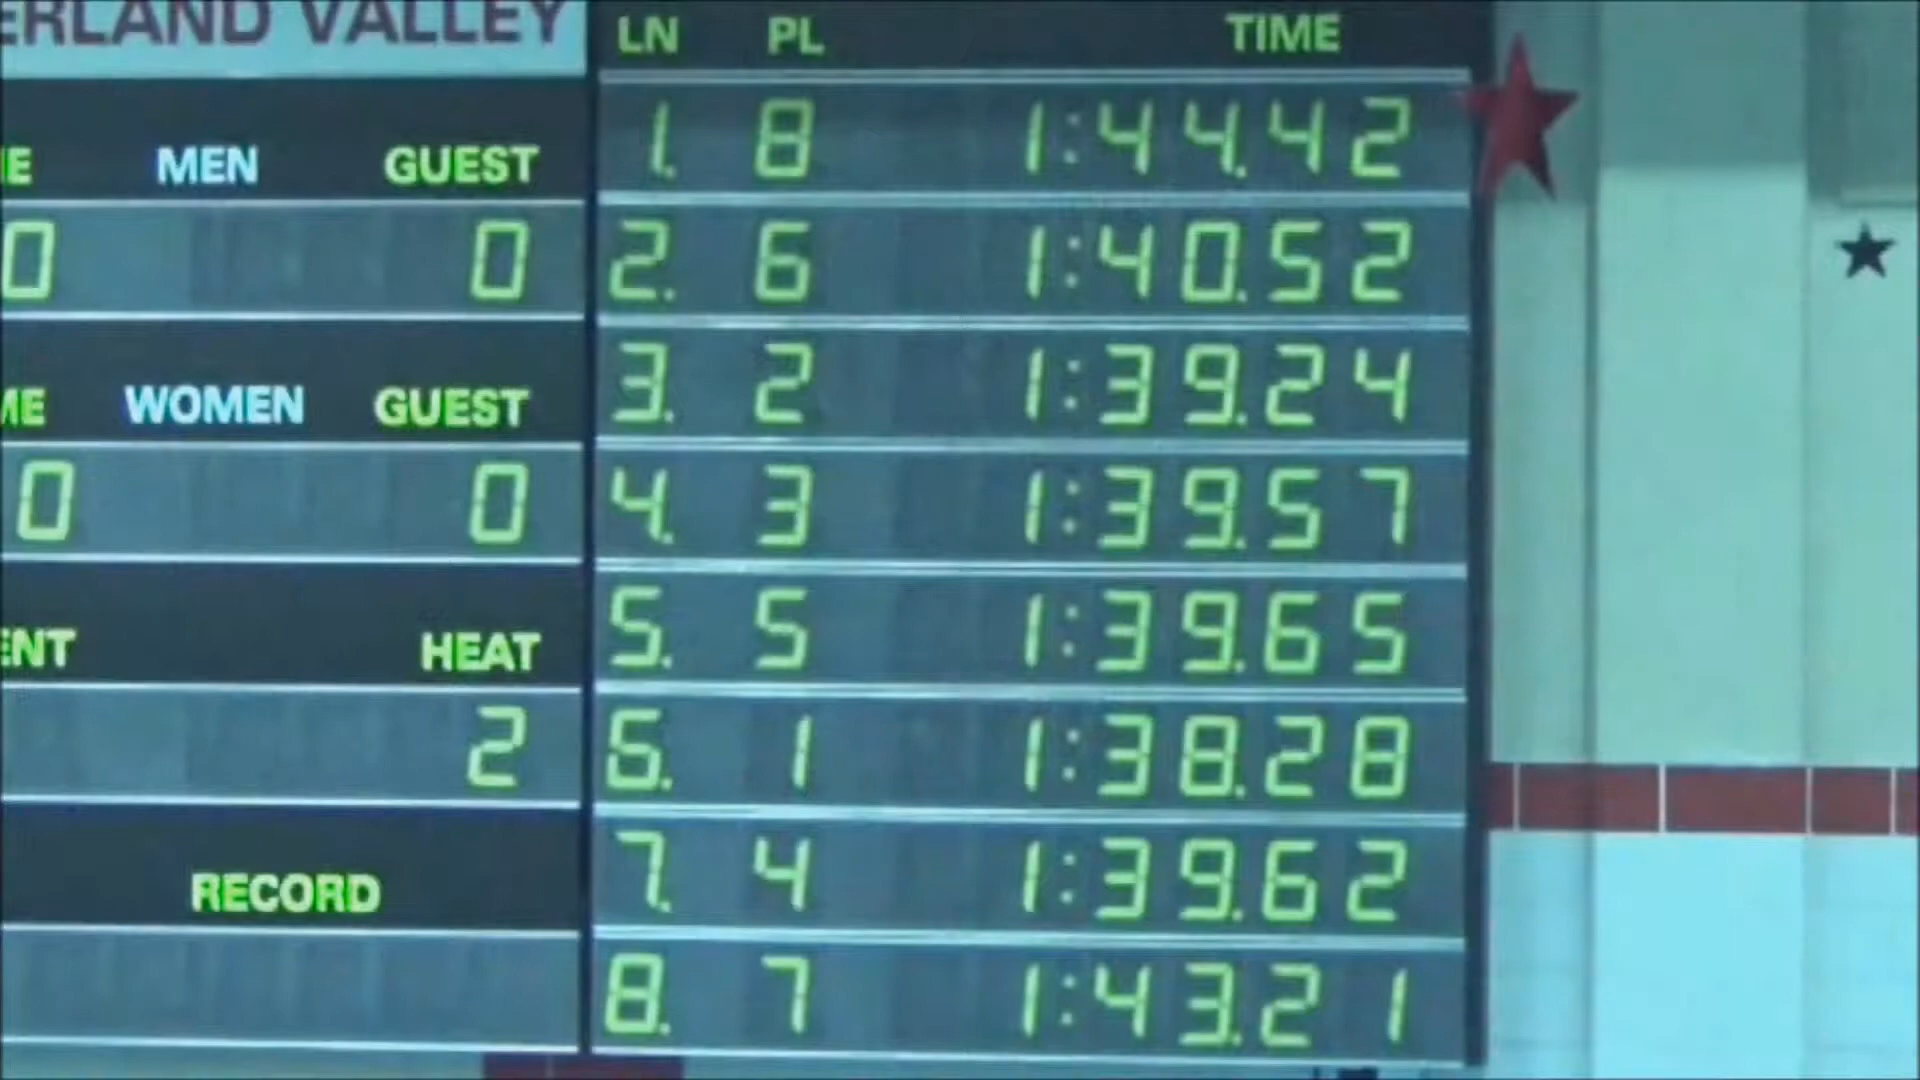 ERLAND VALLEY
LN PL TIME
1. 8 1:44.42
MEN GUEST
0 0
2. 6 1:40.52
3. 2 1:39.24
WOMEN GUEST
0 0
4. 3 1:39.57
5. 5 1:39.65
ENT HEAT
2
6. 1 1:38.28
7. 4 1:39.62
RECORD
8. 7 1:43.21